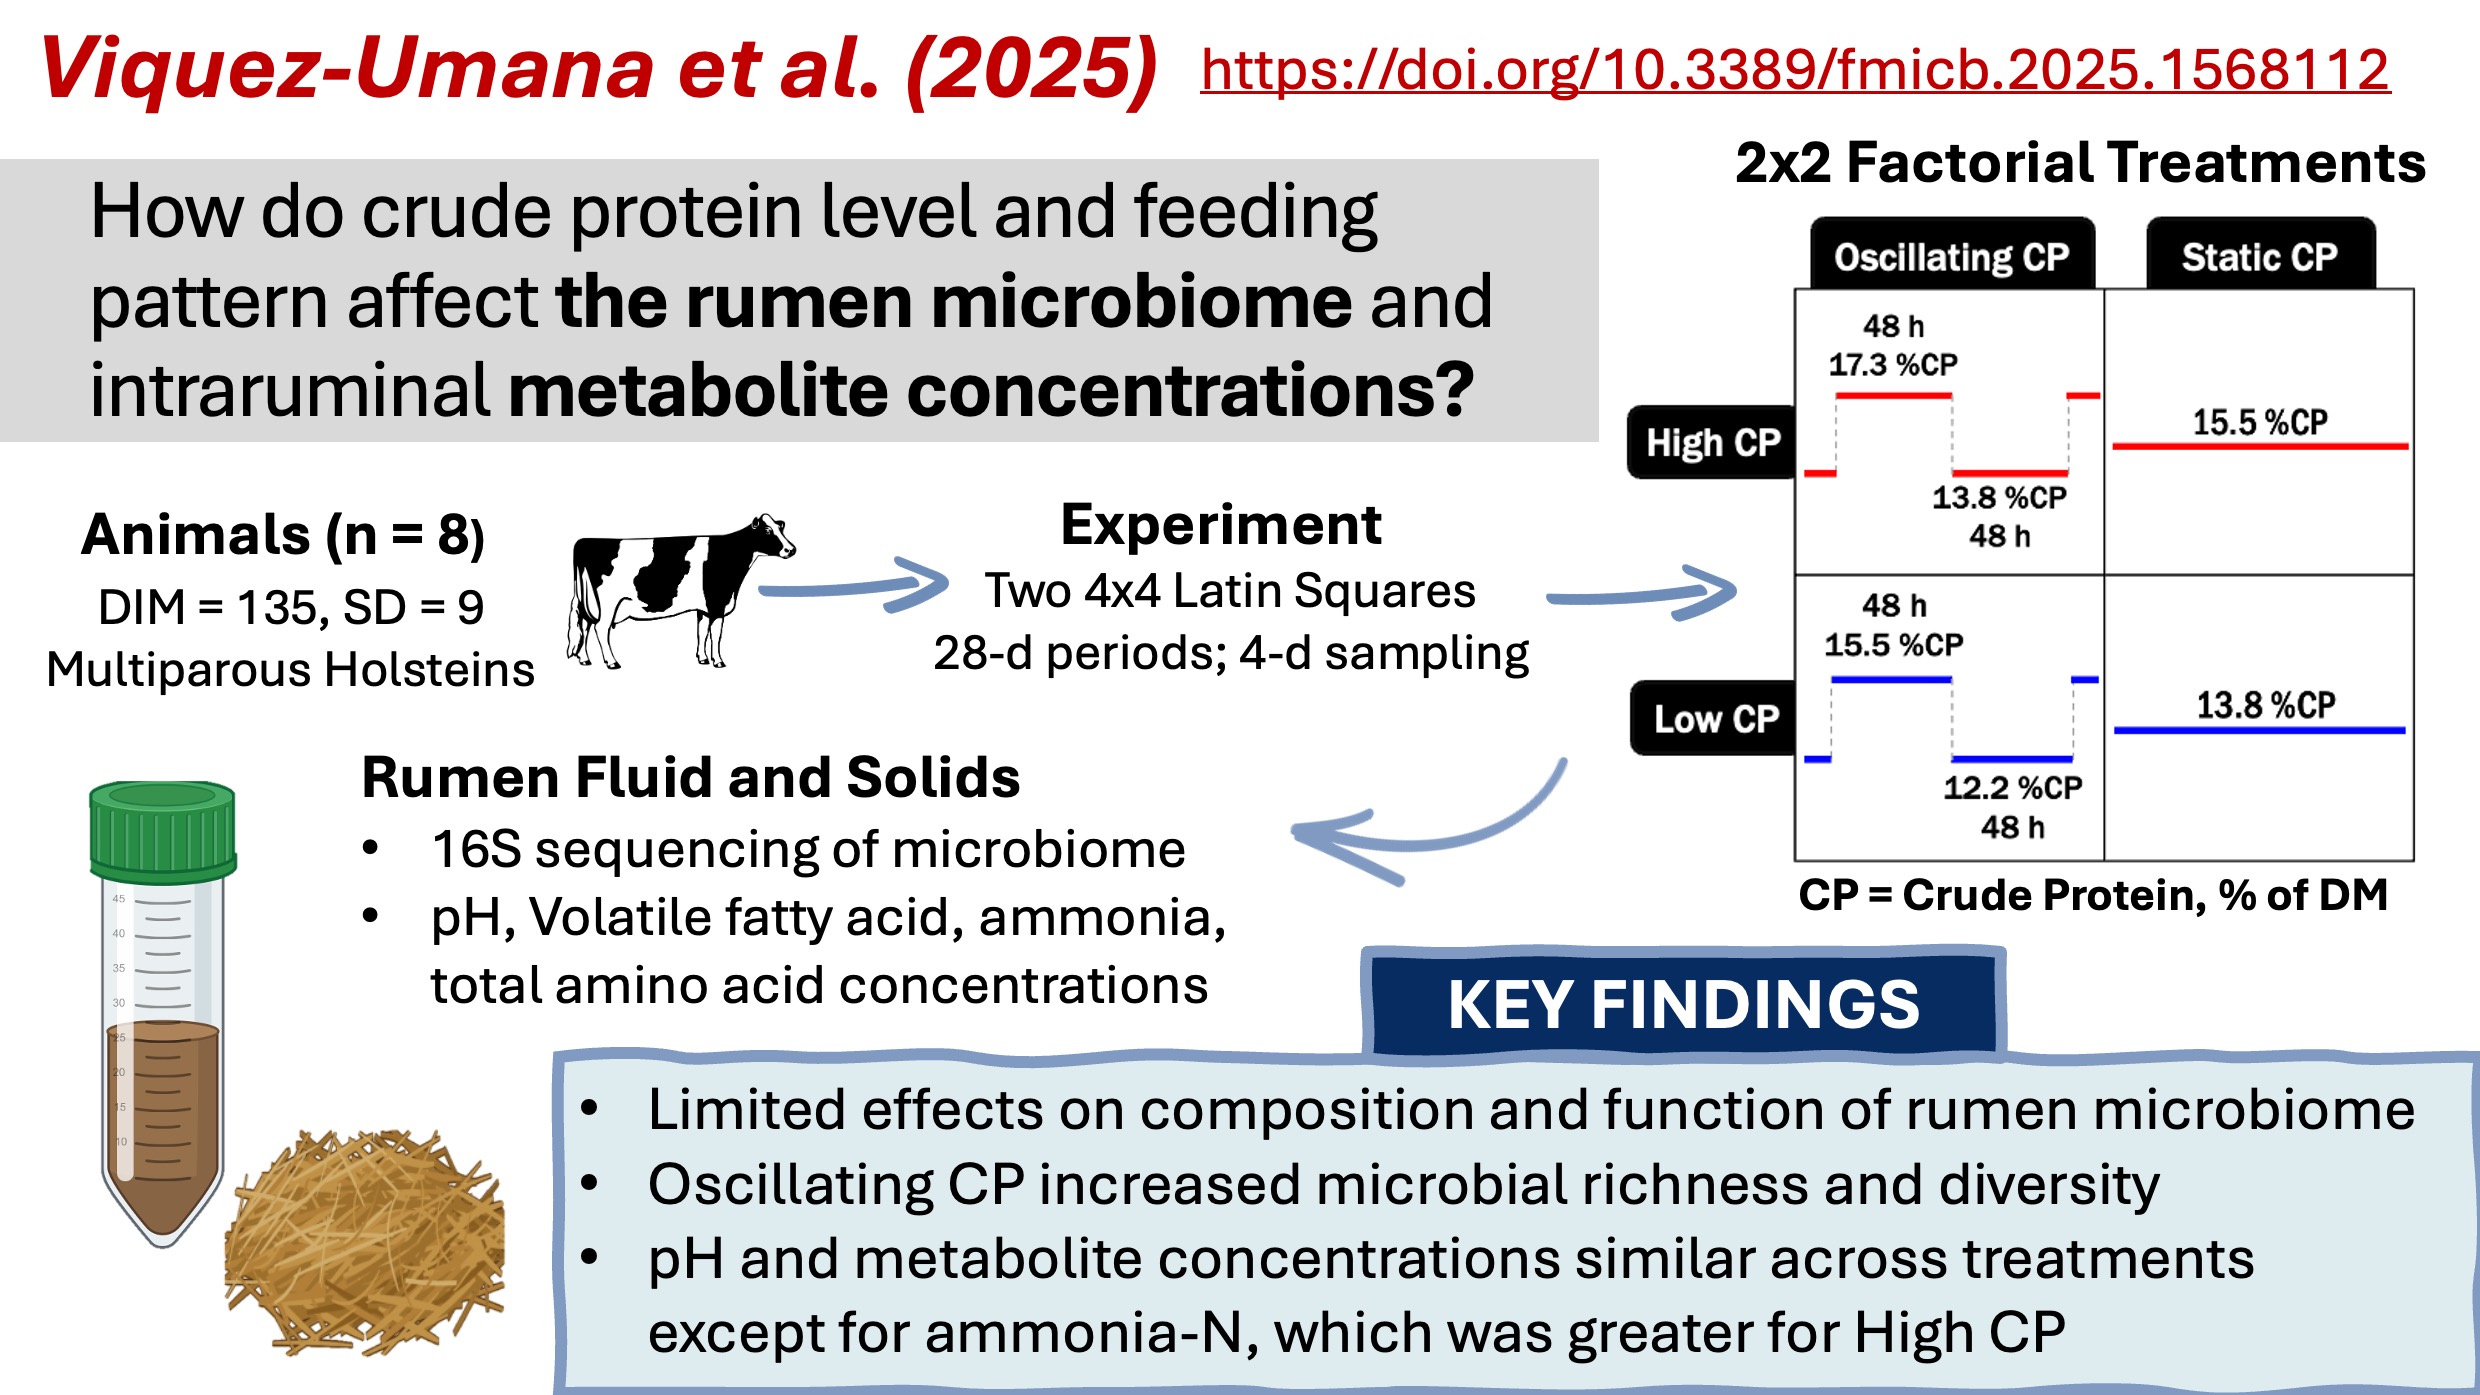 Viquez-Umana et al. (2025) https://doi.org/10.3389/fmicb.2025.1568112
How do crude protein level and feeding
pattern affect the rumen microbiome and
intraruminal metabolite concentrations?
2x2 Factorial Treatments
Oscillating CP
Static CP
High CP
48 h
17.3 %CP
13.8 %CP
48 h
15.5 %CP
Low CP
48 h
15.5 %CP
12.2 %CP
48 h
13.8 %CP
CP = Crude Protein, % of DM
Animals (n = 8)
DIM = 135, SD = 9
Multiparous Holsteins
Experiment
Two 4x4 Latin Squares
28-d periods; 4-d sampling
Rumen Fluid and Solids
• 16S sequencing of microbiome
• pH, Volatile fatty acid, ammonia,
total amino acid concentrations
45
40
35
30
25
20
15
10
KEY FINDINGS
• Limited effects on composition and function of rumen microbiome
• Oscillating CP increased microbial richness and diversity
• pH and metabolite concentrations similar across treatments
except for ammonia-N, which was greater for High CP